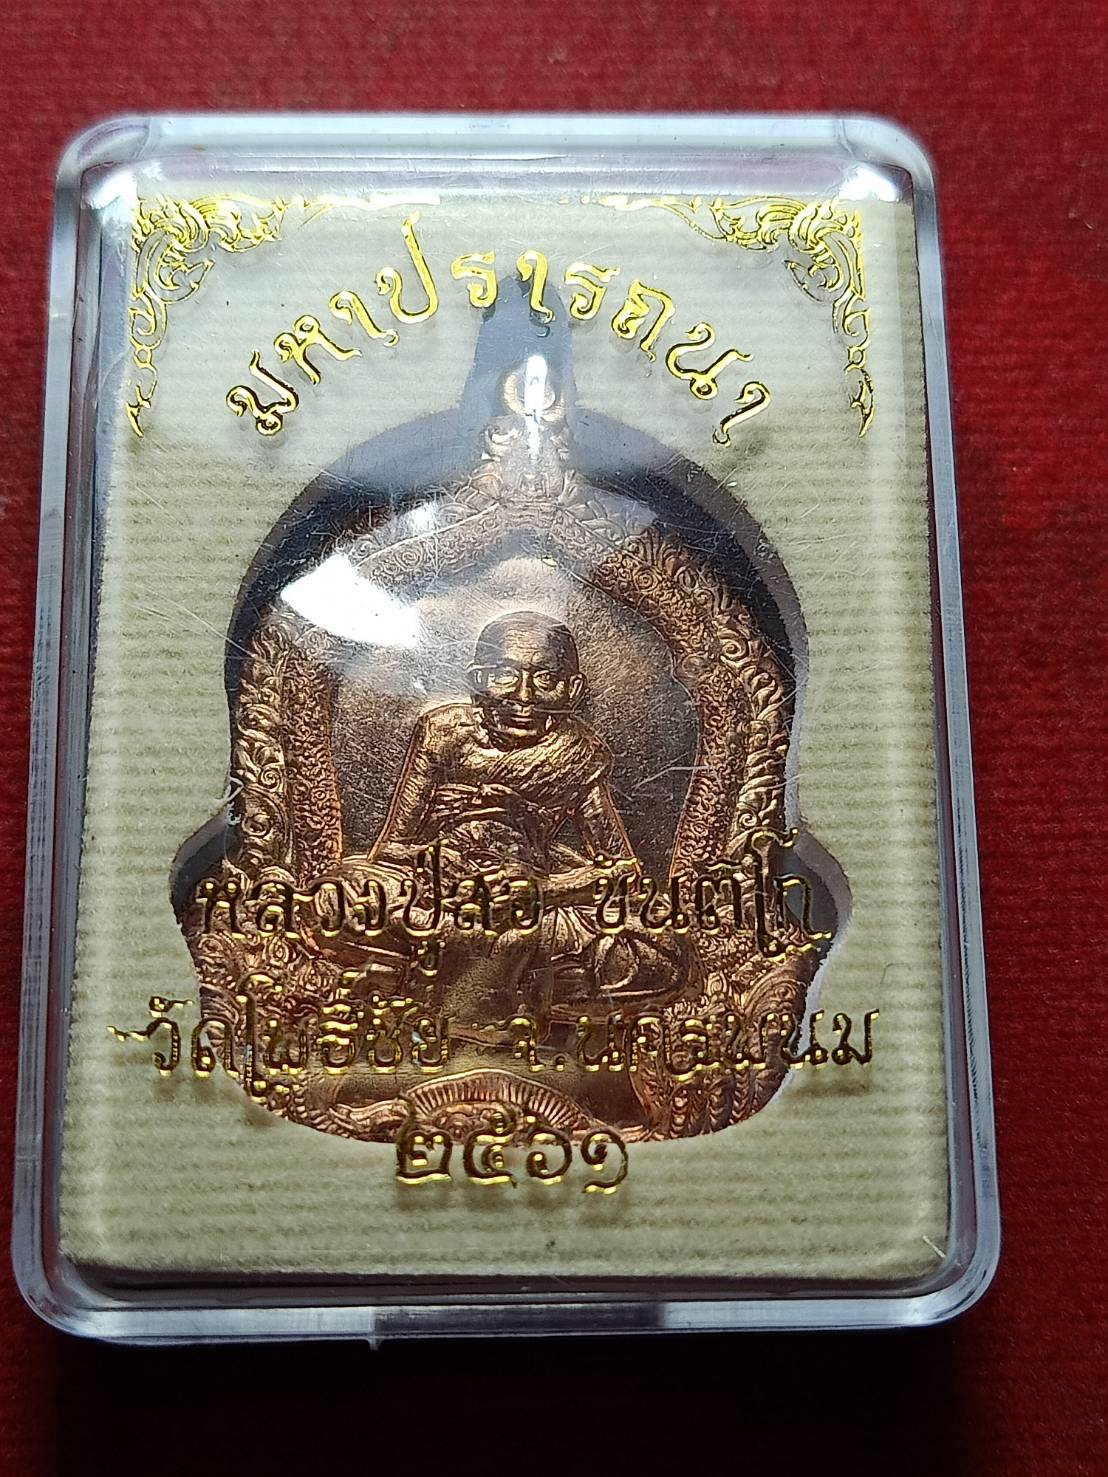 มหาปรารถนา
หลวงปู่สอ ขันติโก
วัดโพธิ์ชัย จ.นครพนม
๒๕๖๑